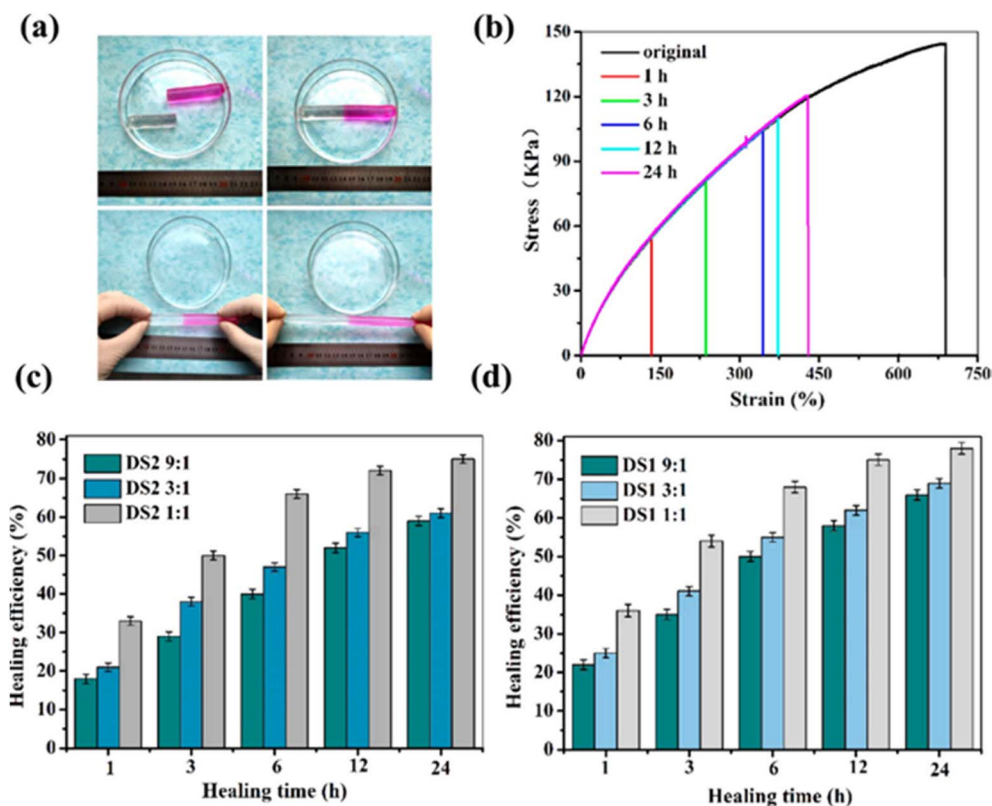 (a)
(b)
Stress (KPa)
150
120
90
60
30
0
original
1 h
3 h
6 h
12 h
24 h
0 150 300 450 600 750
Strain (%)
(c)
Healing efficiency (%)
80
70
60
50
40
30
20
10
0
DS2 9:1
DS2 3:1
DS2 1:1
1 3 6 12 24
Healing time (h)
(d)
Healing efficiency (%)
80
70
60
50
40
30
20
10
0
DS1 9:1
DS1 3:1
DS1 1:1
1 3 6 12 24
Healing time (h)